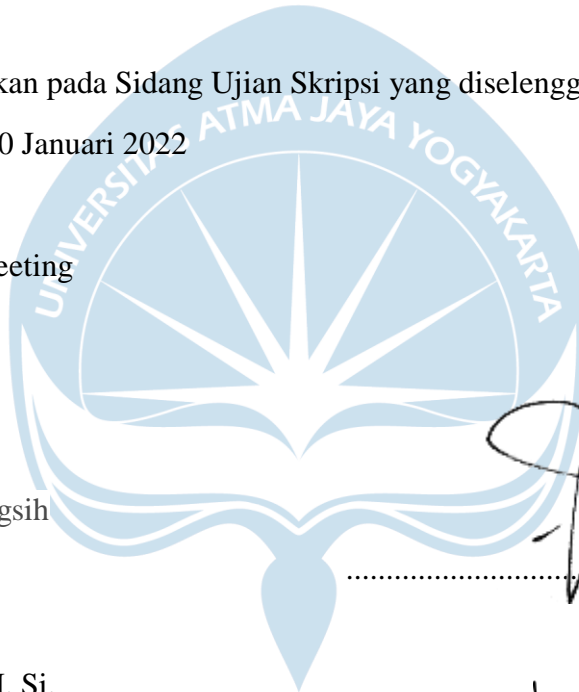 kan pada Sidang Ujian Skripsi yang diselengg
UNIVERSITAS ATMA JAYA YOGYAKARTA
0 Januari 2022
eeting
gsih
..............................
. Si.